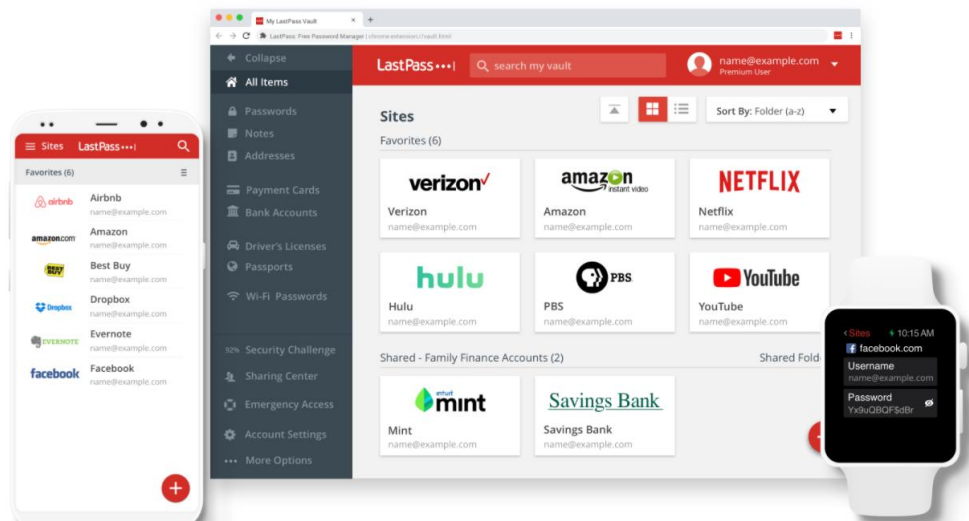 Sites LastPass•••|
Favorites (6)
airbnb
Airbnb
name@example.com
amazon.com
Amazon
name@example.com
BEST BUY
Best Buy
name@example.com
Dropbox
Dropbox
name@example.com
EVERNOTE
Evernote
name@example.com
facebook
Facebook
name@example.com
+
My LastPass Vault × +
LastPass: Free Password Manager | chrome-extension://vault.html
Collapse
All Items
Passwords
Notes
Addresses
Payment Cards
Bank Accounts
Driver's Licenses
Passports
Wi-Fi Passwords
92% Security Challenge
Sharing Center
Emergency Access
Account Settings
••• More Options
LastPass•••| search my vault
name@example.com
Premium User
Sites
Sort By: Folder (a-z)
Favorites (6)
verizon✓
Verizon
name@example.com
amazon
instant video
Amazon
name@example.com
NETFLIX
Netflix
name@example.com
hulu
Hulu
name@example.com
PBS
PBS
name@example.com
YouTube
YouTube
name@example.com
Shared - Family Finance Accounts (2) Shared Fold
intuit
mint
Mint
name@example.com
Savings Bank
Savings Bank
name@example.com
<Sites 10:15 AM
f facebook.com
Username
name@example.com
Password
Yx9uQBQF$dBr